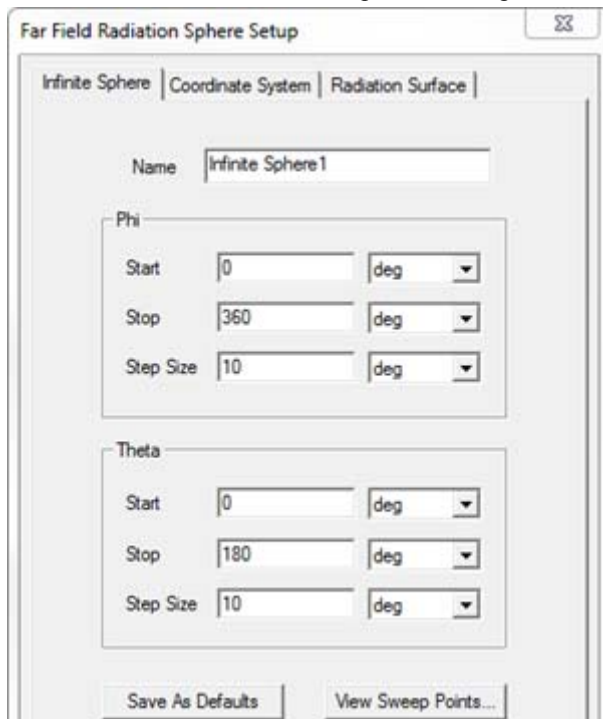 Far Field Radiation Sphere Setup
Infinite Sphere Coordinate System Radiation Surface
Name Infinite Sphere1
Phi
Start 0 deg
Stop 360 deg
Step Size 10 deg
Theta
Start 0 deg
Stop 180 deg
Step Size 10 deg
Save As Defaults View Sweep Points...